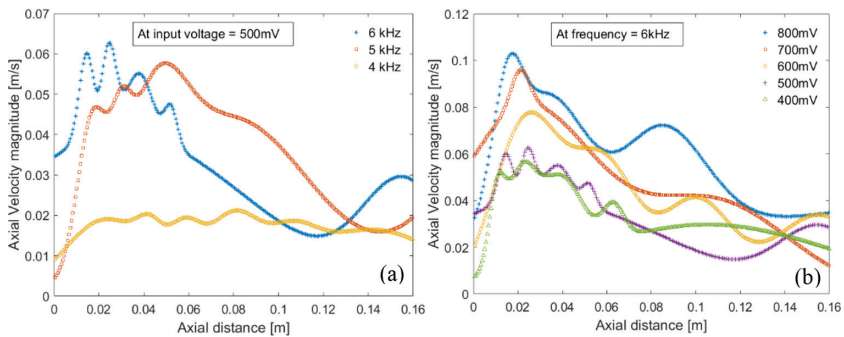 At input voltage = 500mV
6 kHz
5 kHz
4 kHz
0.07
0.06
0.05
0.04
0.03
0.02
0.01
0
0 0.02 0.04 0.06 0.08 0.1 0.12 0.14 0.16
Axial Velocity magnitude [m/s]
Axial distance [m]
(a)
At frequency = 6kHz
800mV
700mV
600mV
500mV
400mV
0.12
0.1
0.08
0.06
0.04
0.02
0
0 0.02 0.04 0.06 0.08 0.1 0.12 0.14 0.16
Axial Velocity magnitude [m/s]
Axial distance [m]
(b)